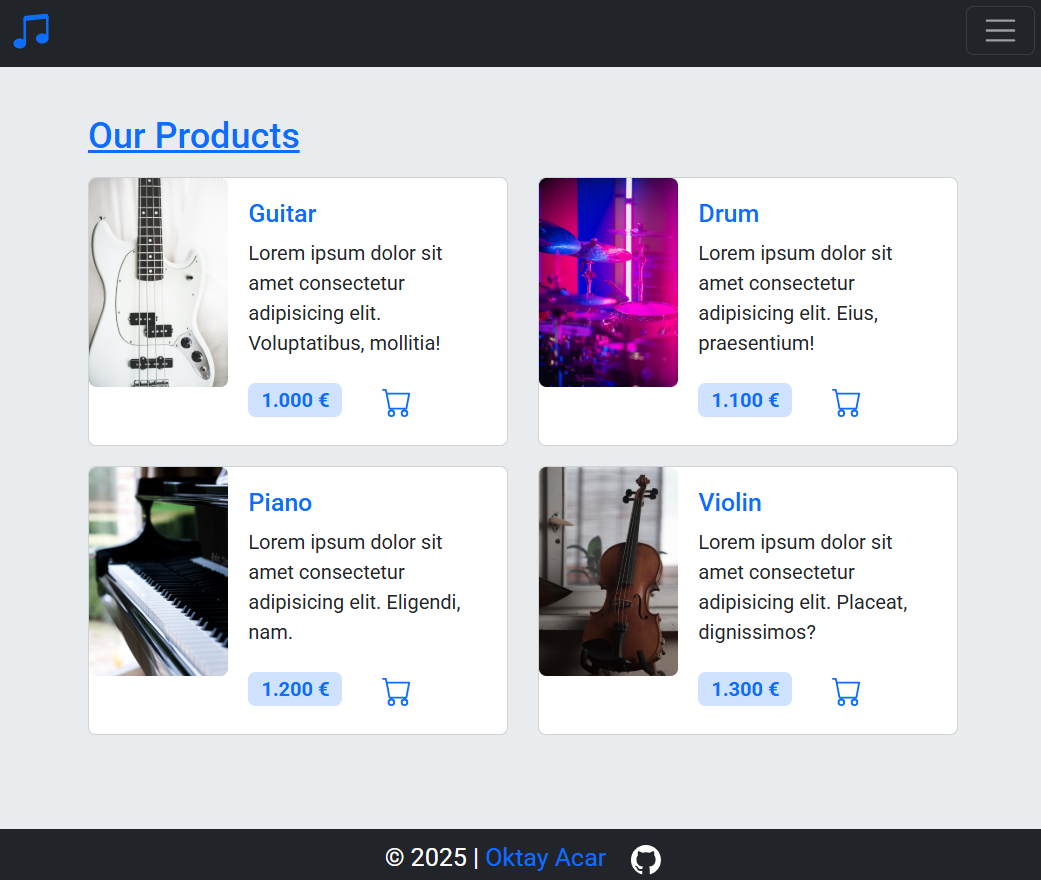 Our Products
Guitar
Lorem ipsum dolor sit
amet consectetur
adipisicing elit.
Voluptatibus, mollitia!
1.000 €
Drum
Lorem ipsum dolor sit
amet consectetur
adipisicing elit. Eius,
praesentium!
1.100 €
Piano
Lorem ipsum dolor sit
amet consectetur
adipisicing elit. Eligendi,
nam.
1.200 €
Violin
Lorem ipsum dolor sit
amet consectetur
adipisicing elit. Placeat,
dignissimos?
1.300 €
© 2025 | Oktay Acar